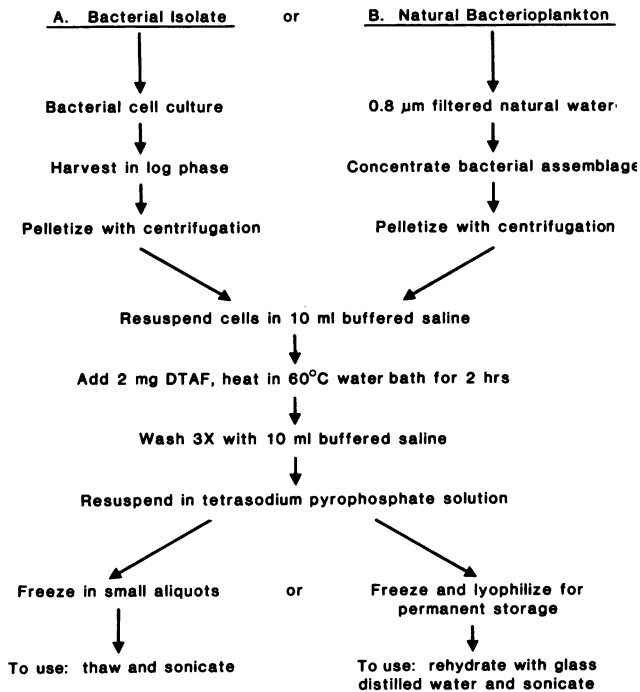 A. Bacterial Isolate or B. Natural Bacterioplankton
Bacterial cell culture 0.8 µm filtered natural water
Harvest in log phase Concentrate bacterial assemblage
Pelletize with centrifugation Pelletize with centrifugation
Resuspend cells in 10 ml buffered saline
Add 2 mg DTAF, heat in 60°C water bath for 2 hrs
Wash 3X with 10 ml buffered saline
Resuspend in tetrasodium pyrophosphate solution
Freeze in small aliquots or Freeze and lyophilize for
permanent storage
To use: thaw and sonicate To use: rehydrate with glass
distilled water and sonicate